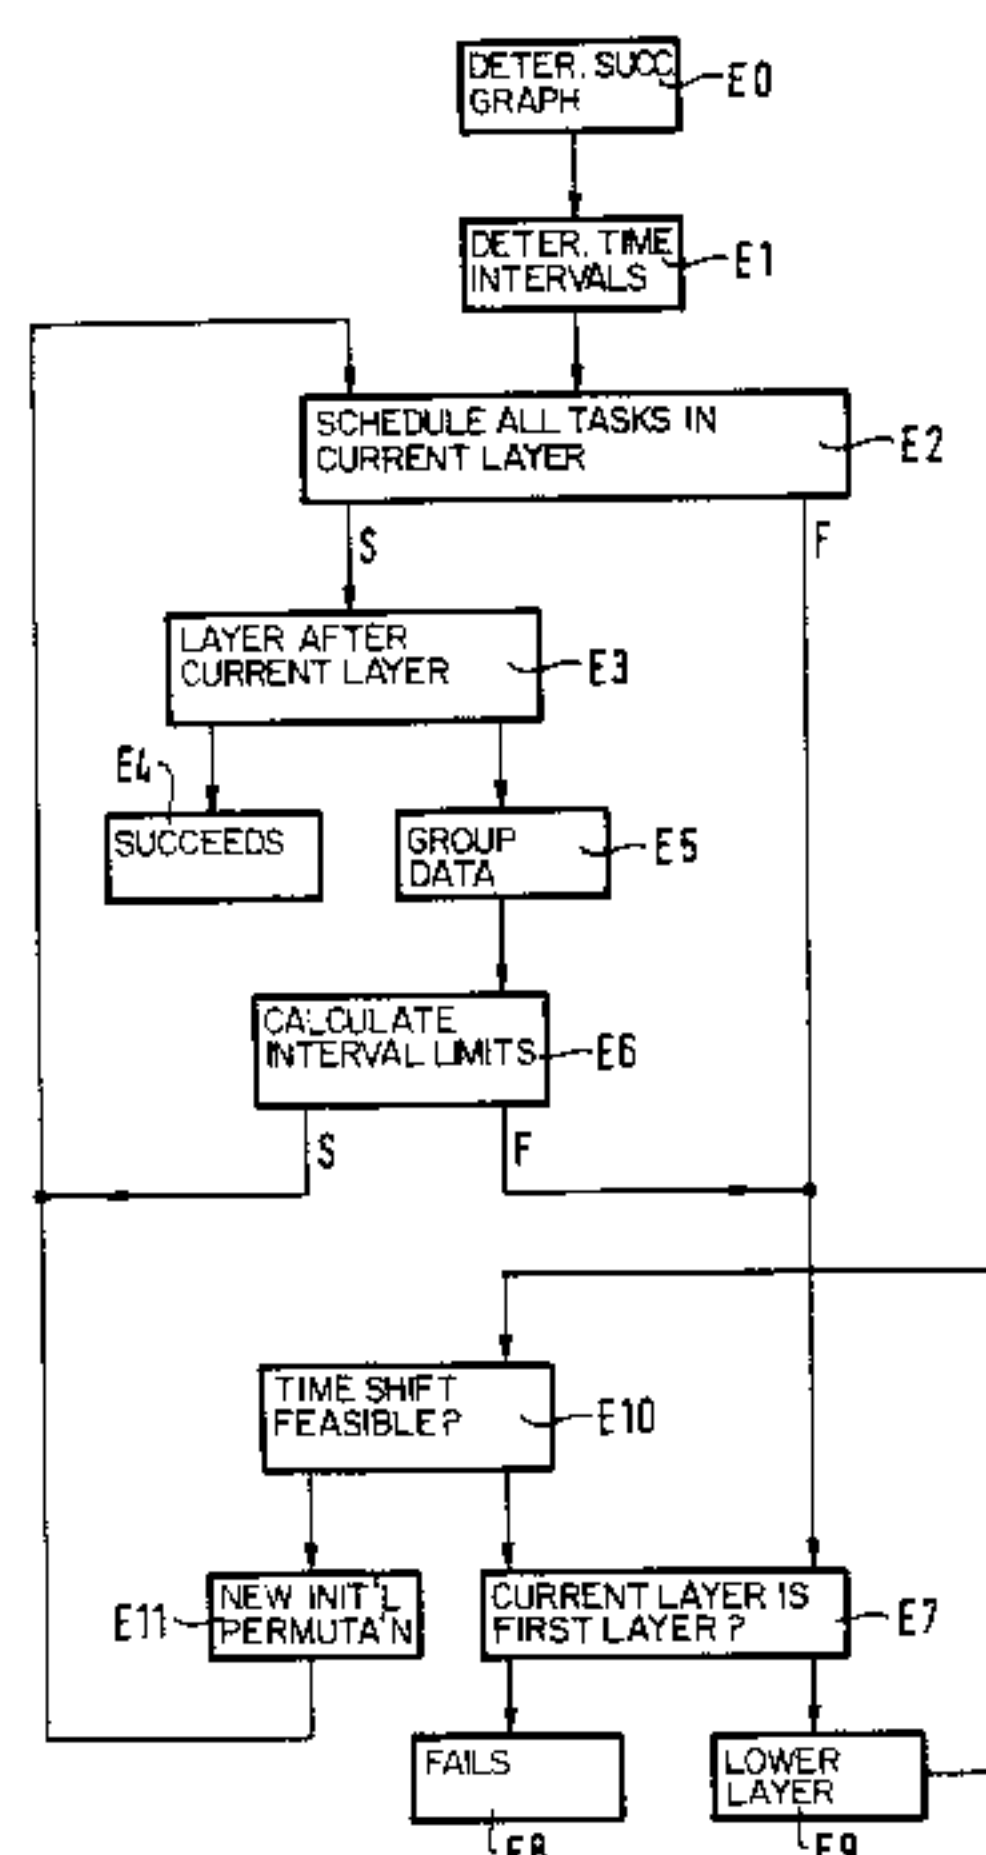 DETER. SUCC.
GRAPH
E0
DETER. TIME
INTERVALS
E1
SCHEDULE ALL TASKS IN
CURRENT LAYER
E2
S
F
LAYER AFTER
CURRENT LAYER
E3
E4
SUCCEEDS
GROUP
DATA
E5
CALCULATE
INTERVAL LIMITS
E6
S
F
TIME SHIFT
FEASIBLE?
E10
NEW INIT'L
PERMUTA'N
E11
CURRENT LAYER IS
FIRST LAYER?
E7
FAILS
E8
LOWER
LAYER
E9